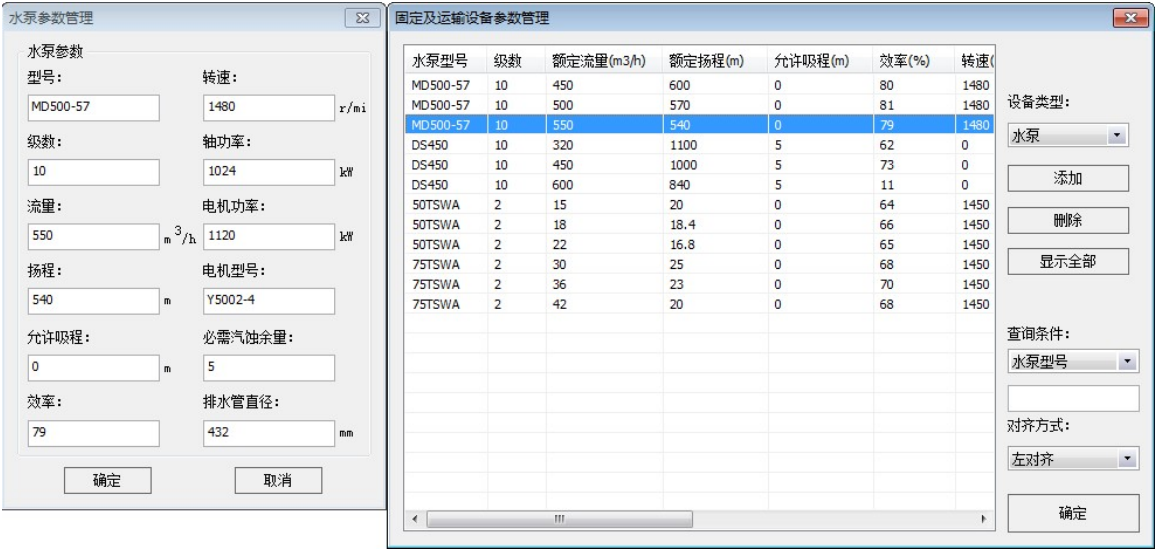 水泵参数管理
水泵参数
型号: 转速:
MD500-57 1480 r/mi
级数: 轴功率:
10 1024 kW
流量: 电机功率:
550 m3/h 1120 kW
扬程: 电机型号:
540 m Y5002-4
允许吸程: 必需汽蚀余量:
0 m 5
效率: 排水管直径:
79 432 mm
确定 取消
固定及运输设备参数管理
水泵型号 级数 额定流量(m3/h) 额定扬程(m) 允许吸程(m) 效率(%) 转速(
MD500-57 10 450 600 0 80 1480
MD500-57 10 500 570 0 81 1480
MD500-57 10 550 540 0 79 1480
DS450 10 320 1100 5 62 0
DS450 10 450 1000 5 73 0
DS450 10 600 840 5 11 0
50TSWA 2 15 20 0 64 1450
50TSWA 2 18 18.4 0 66 1450
50TSWA 2 22 16.8 0 65 1450
75TSWA 2 30 25 0 68 1450
75TSWA 2 36 23 0 70 1450
75TSWA 2 42 20 0 68 1450
设备类型:
水泵
添加
删除
显示全部
查询条件:
水泵型号
对齐方式:
左对齐
确定